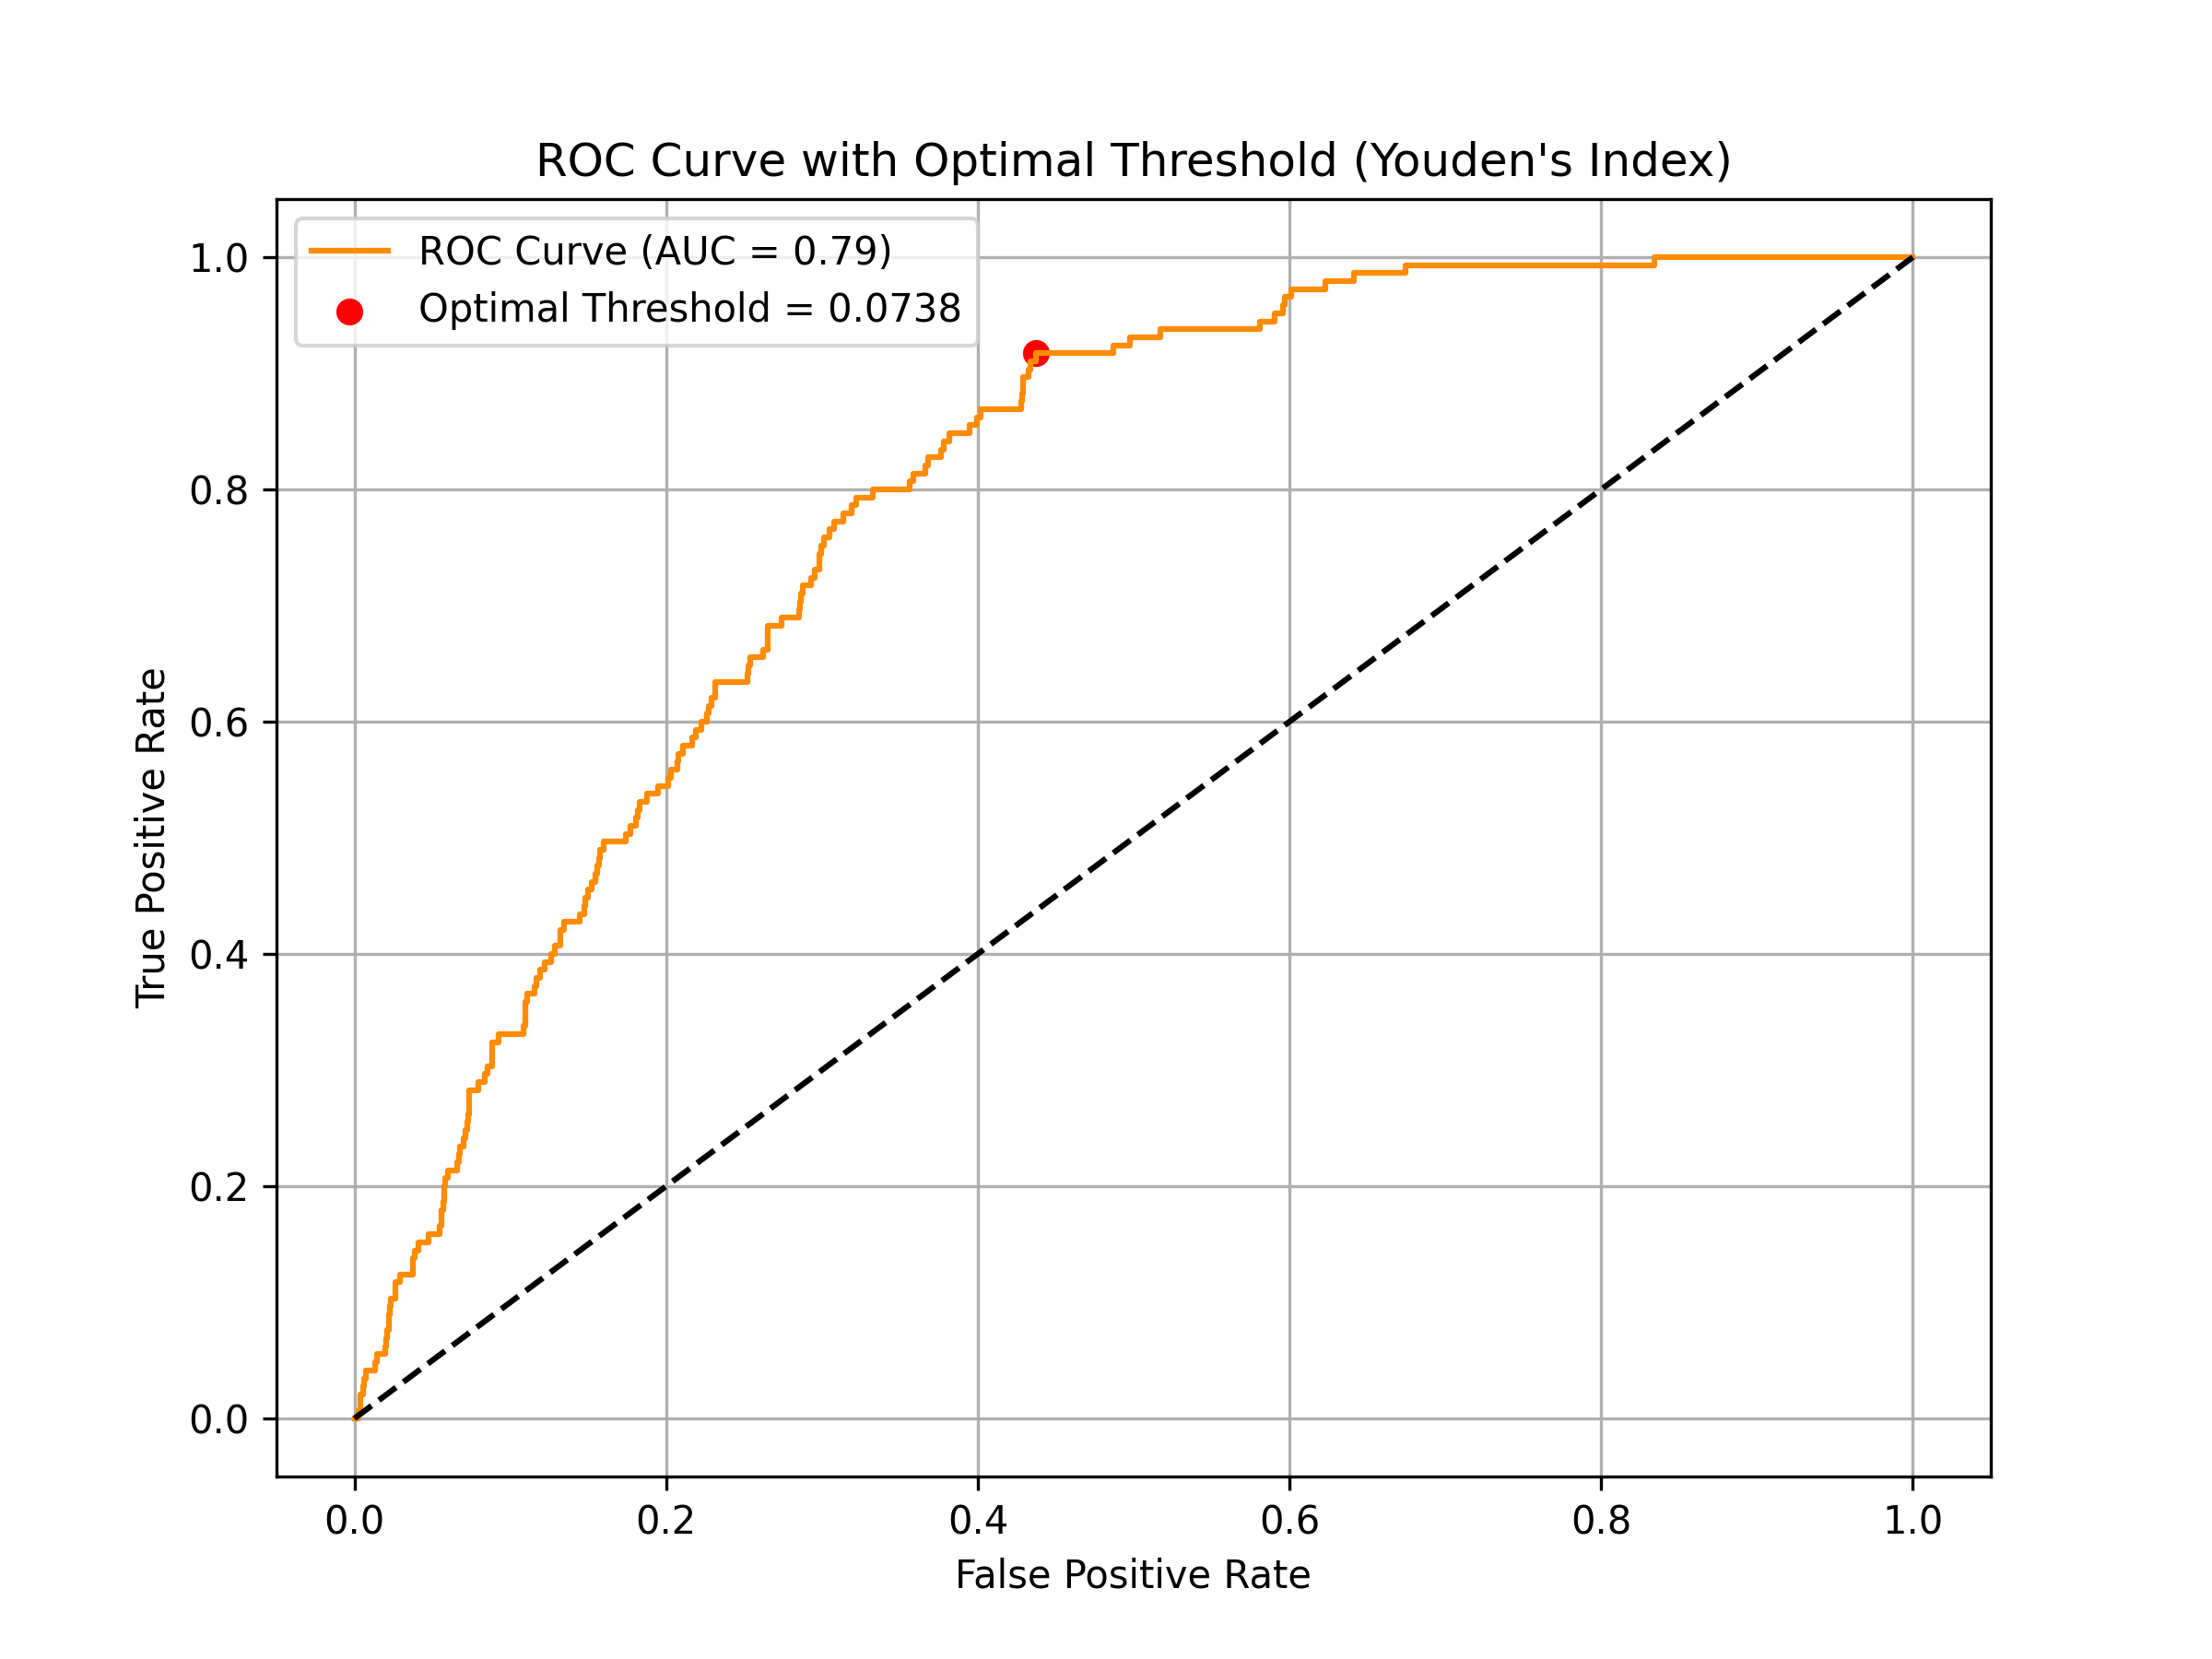 ROC Curve with Optimal Threshold (Youden's Index)
ROC Curve (AUC = 0.79)
Optimal Threshold = 0.0738
True Positive Rate
1.0
0.8
0.6
0.4
0.2
0.0
0.0 0.2 0.4 0.6 0.8 1.0
False Positive Rate